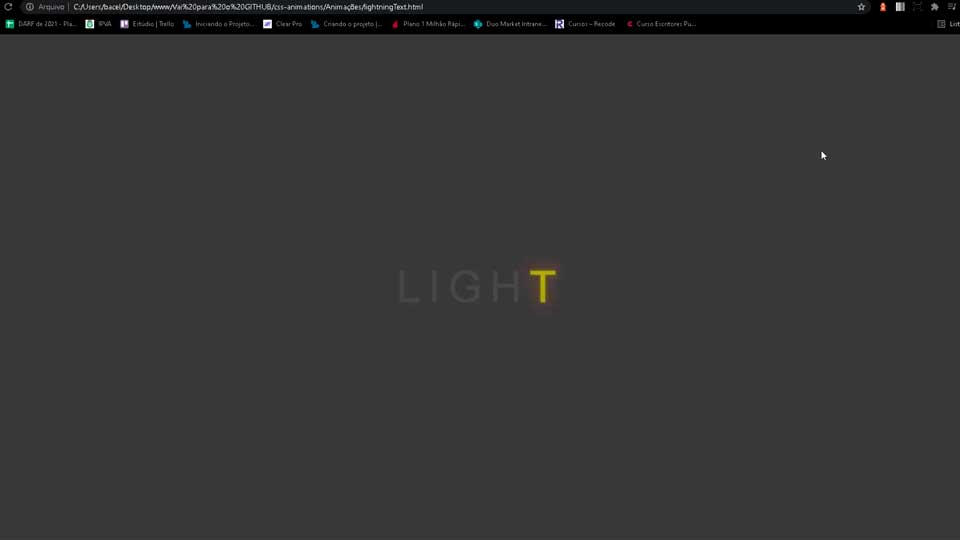 Arquivo C:/Users/bacel/Desktop/www/Vai%20para%20o%20GITHUB/css-animations/Animações/lightningText.html
DARF de 2021 - Pla... IPVA Estúdio | Trello Iniciando o Projeto... Clear Pro Criando o projeto |... Plano 1 Milhão Rápi... Duo Market Intrane... Cursos – Recode Curso Escritores Pu... List
LIGHT